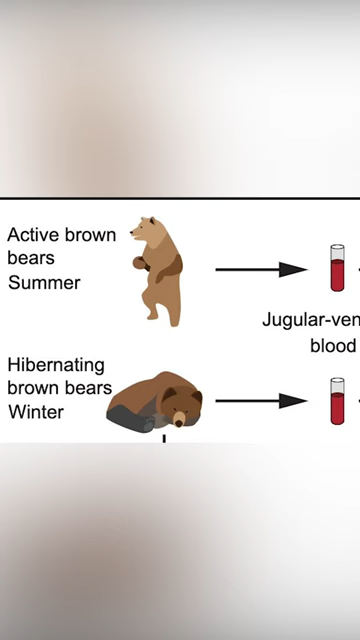 Active brown
bears
Summer
Jugular-ven
blood
Hibernating
brown bears
Winter